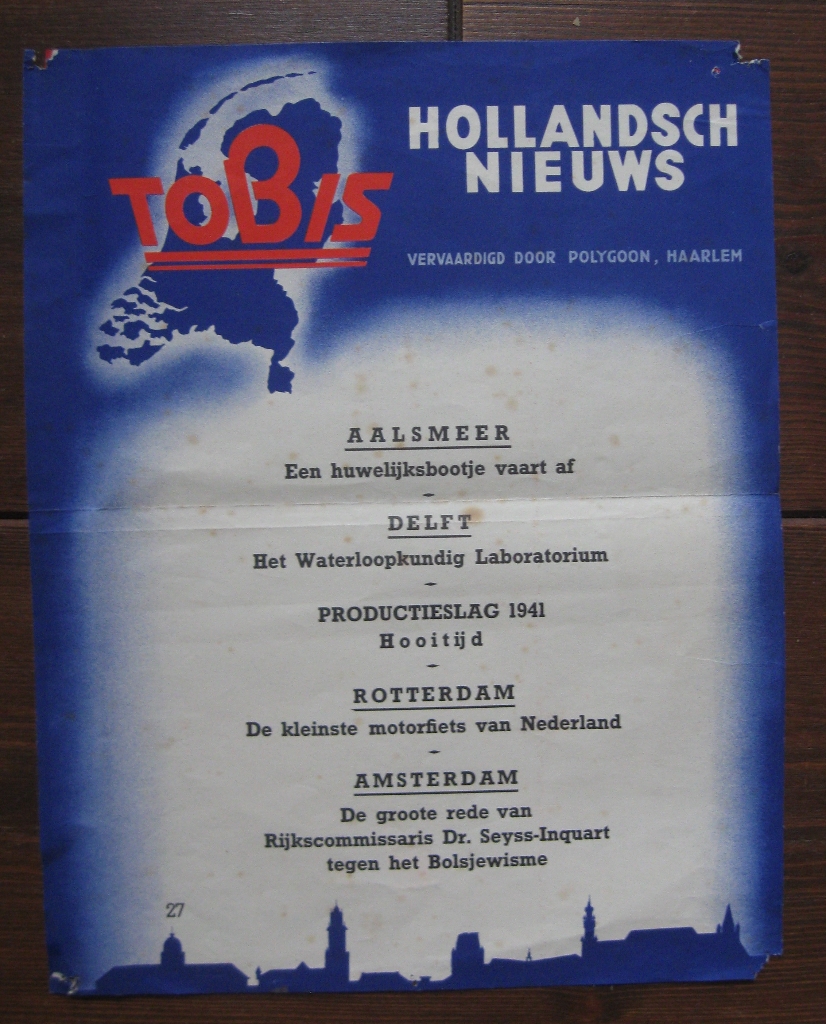 TOBIS
HOLLANDSCH
NIEUWS
VERVAARDIGD DOOR POLYGOON, HAARLEM
AALSMEER
Een huwelijksbootje vaart af
-
DELFT
Het Waterloopkundig Laboratorium
-
PRODUCTIESLAG 1941
Hooitijd
-
ROTTERDAM
De kleinste motorfiets van Nederland
-
AMSTERDAM
De groote rede van
Rijkscommissaris Dr. Seyss-Inquart
tegen het Bolsjewisme
27